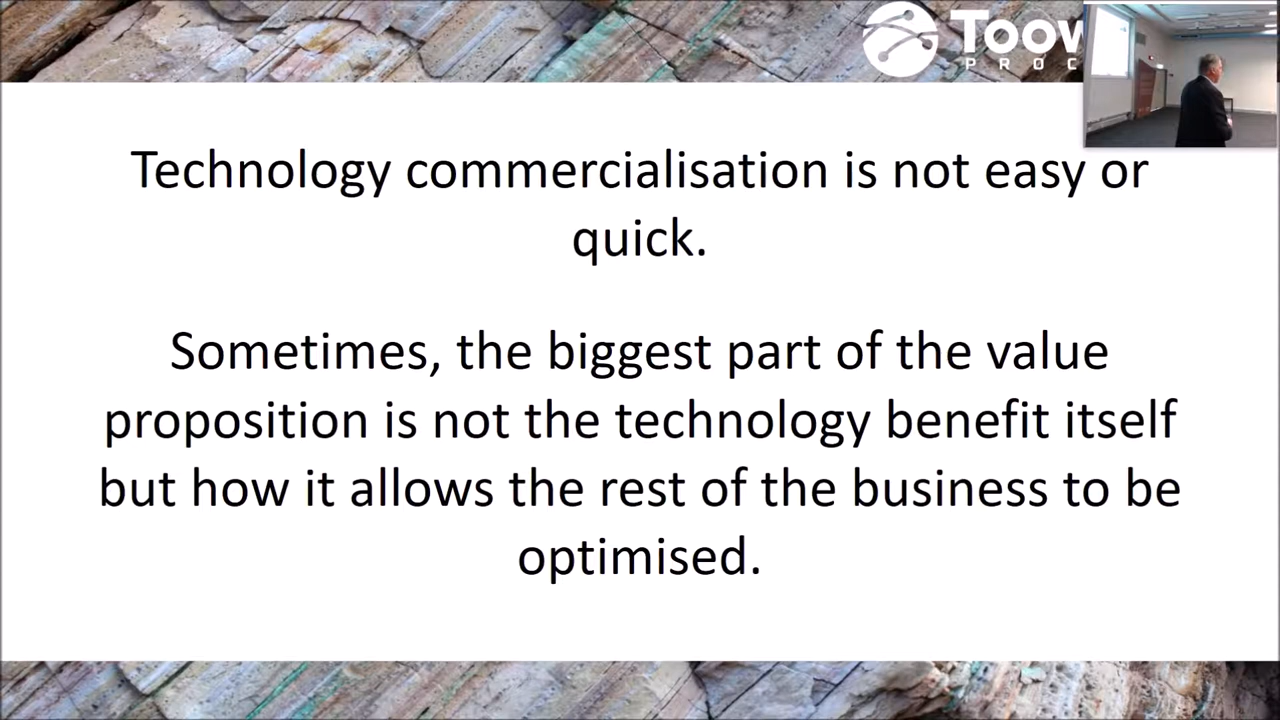 Technology commercialisation is not easy or
quick.
Sometimes, the biggest part of the value
proposition is not the technology benefit itself
but how it allows the rest of the business to be
optimised.